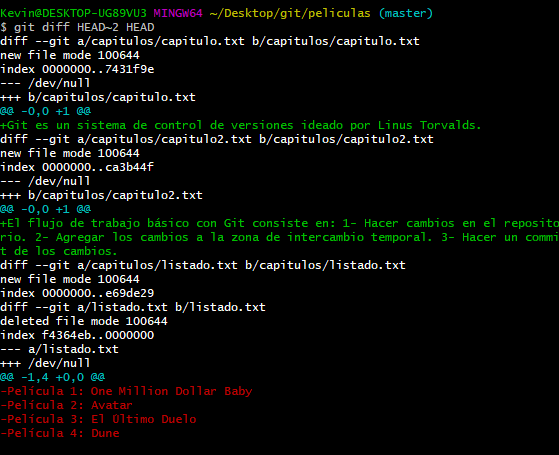 Kevin@DESKTOP-UG89VU3 MINGW64 ~/Desktop/git/peliculas (master)
$ git diff HEAD~2 HEAD
diff --git a/capitulos/capitulo.txt b/capitulos/capitulo.txt
new file mode 100644
index 0000000..7431f9e
--- /dev/null
+++ b/capitulos/capitulo.txt
@@ -0,0 +1 @@
+Git es un sistema de control de versiones ideado por Linus Torvalds.
diff --git a/capitulos/capitulo2.txt b/capitulos/capitulo2.txt
new file mode 100644
index 0000000..ca3b44f
--- /dev/null
+++ b/capitulos/capitulo2.txt
@@ -0,0 +1 @@
+El flujo de trabajo básico con Git consiste en: 1- Hacer cambios en el reposito
rio. 2- Agregar los cambios a la zona de intercambio temporal. 3- Hacer un commi
t de los cambios.
diff --git a/capitulos/listado.txt b/capitulos/listado.txt
new file mode 100644
index 0000000..e69de29
diff --git a/listado.txt b/listado.txt
deleted file mode 100644
index f4364eb..0000000
--- a/listado.txt
+++ /dev/null
@@ -1,4 +0,0 @@
-Pelicula 1: One Million Dollar Baby
-Pelicula 2: Avatar
-Pelicula 3: El Último Duelo
-Pelicula 4: Dune